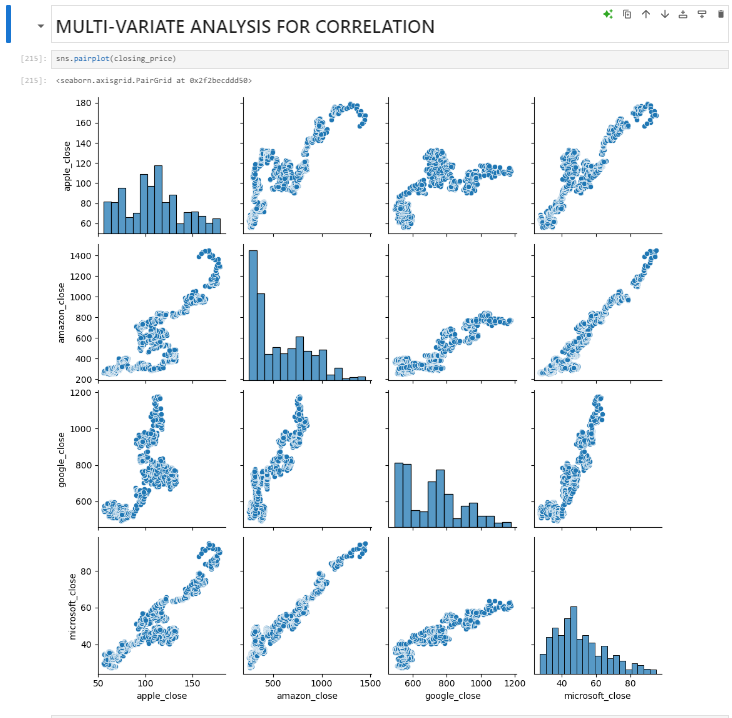 MULTI-VARIATE ANALYSIS FOR CORRELATION
[215]: sns.pairplot(closing_price)
[215]: <seaborn.axisgrid.PairGrid at 0x2f2becddd50>
180
160
140
120
100
80
60
apple_close
1400
1200
1000
800
600
400
200
amazon_close
1200
1000
800
600
google_close
80
60
40
microsoft_close
50 100 150
500 1000 1500
600 800 1000 1200
40 60 80
apple_close amazon_close google_close microsoft_close